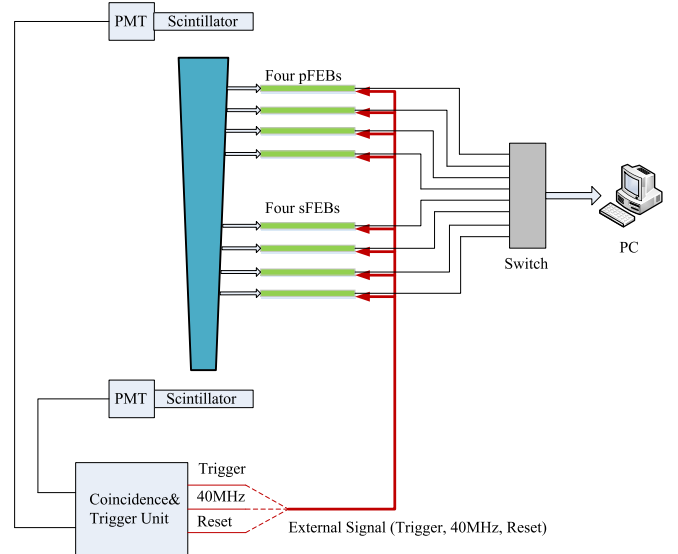 PMT Scintillator
Four pFEBs
Four sFEBs
Switch
PC
PMT Scintillator
Coincidence&
Trigger Unit
Trigger
40MHz
Reset
External Signal (Trigger, 40MHz, Reset)